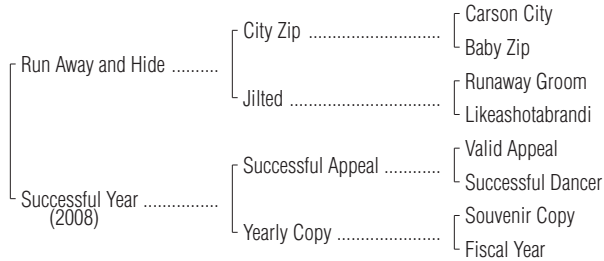 Carson City
City Zip ............................
Baby Zip
Run Away and Hide ..........
Runaway Groom
Jilted ................................
Likeashotabrandi
Valid Appeal
Successful Appeal ............
Successful Dancer
Successful Year ................
(2008)
Souvenir Copy
Yearly Copy ......................
Fiscal Year